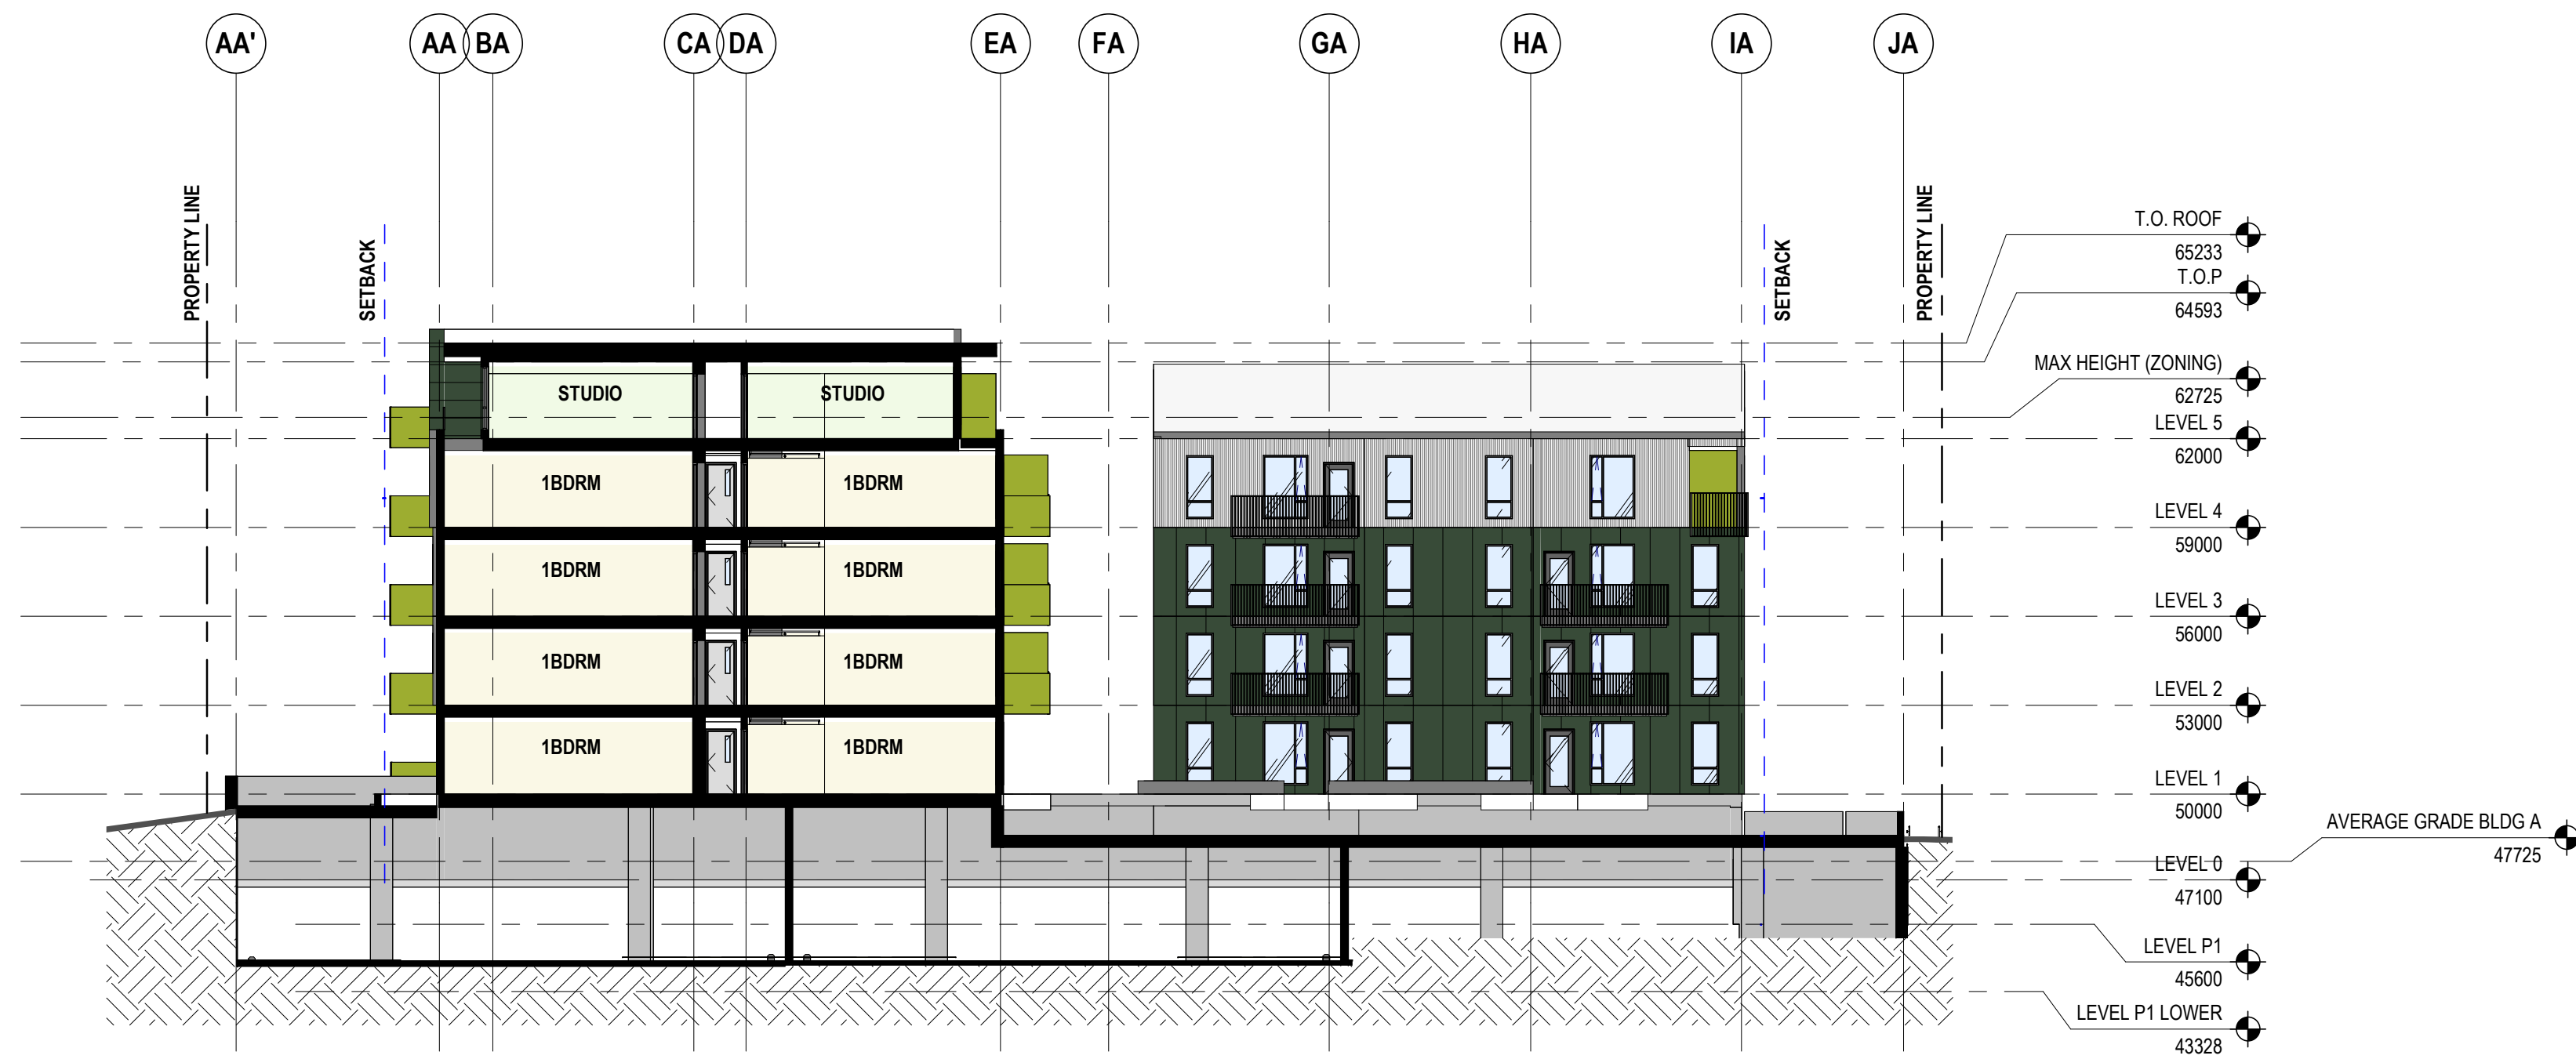 AA'
AA
BA
CA
DA
EA
FA
GA
HA
IA
JA
PROPERTY LINE
SETBACK
SETBACK
PROPERTY LINE
T.O. ROOF
65233
T.O.P
64593
MAX HEIGHT (ZONING)
62725
LEVEL 5
62000
LEVEL 4
59000
LEVEL 3
56000
LEVEL 2
53000
LEVEL 1
50000
AVERAGE GRADE BLDG A
47725
LEVEL 0
47100
LEVEL P1
45600
LEVEL P1 LOWER
43328
STUDIO
STUDIO
1BDRM
1BDRM
1BDRM
1BDRM
1BDRM
1BDRM
1BDRM
1BDRM